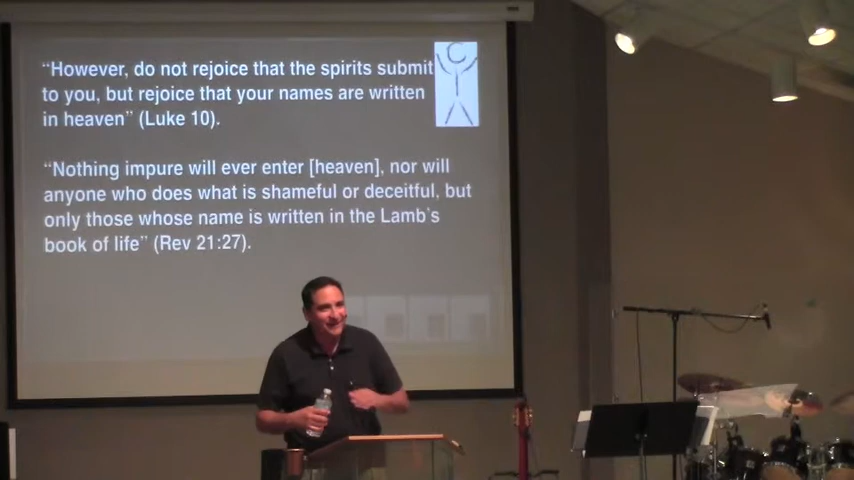 “However, do not rejoice that the spirits submit
to you, but rejoice that your names are written
in heaven” (Luke 10).
“Nothing impure will ever enter [heaven], nor will
anyone who does what is shameful or deceitful, but
only those whose name is written in the Lamb’s
book of life” (Rev 21:27).